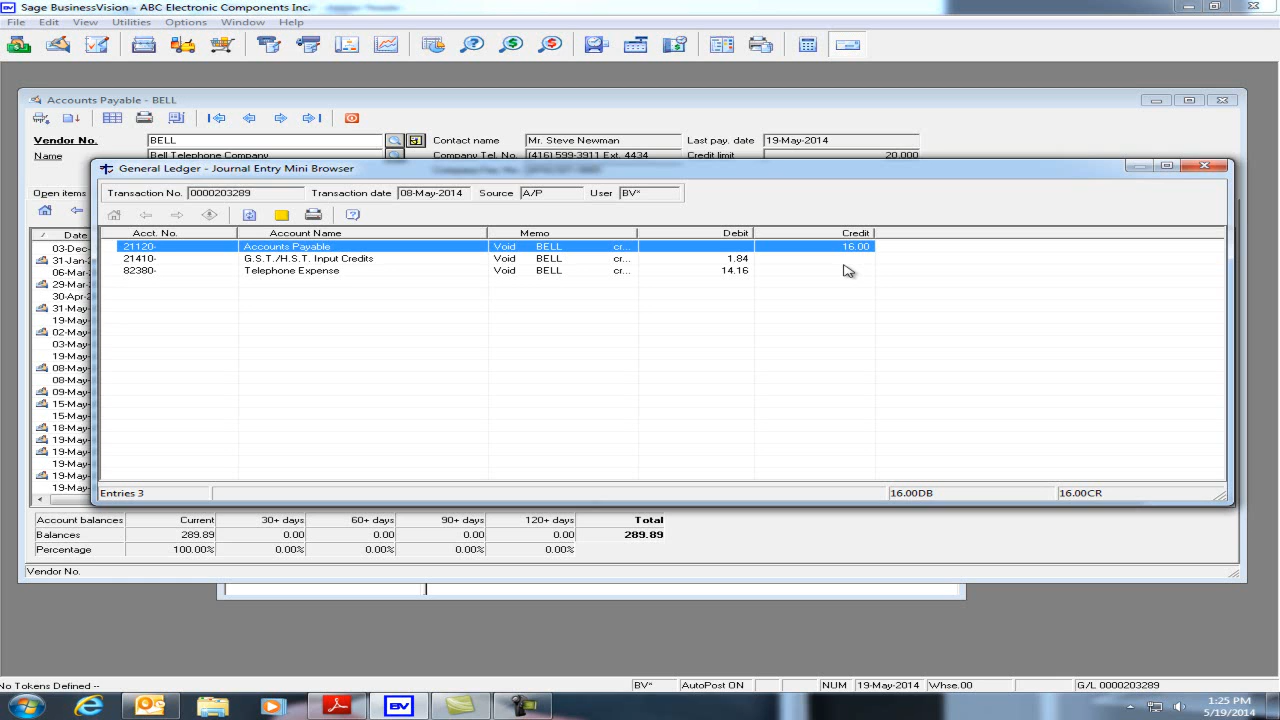 Sage BusinessVision - ABC Electronic Components Inc.
File Edit View Utilities Options Window Help
Accounts Payable - BELL
Vendor No. BELL Contact name Mr. Steve Newman Last pay. date 19-May-2014
Name Bell Telephone Company Company Tel. No. (416) 599-3911 Ext. 4434 Credit limit 20,000
General Ledger - Journal Entry Mini Browser
Open items
Transaction No. 0000203289 Transaction date 08-May-2014 Source A/P User BV*
Date
Acct. No. Account Name Memo Debit Credit
21120- Accounts Payable Void BELL cr... 16.00
21410- G.S.T./H.S.T. Input Credits Void BELL cr... 1.84
82380- Telephone Expense Void BELL cr... 14.16
03-Dec-
31-Jan-
06-Mar-
29-Mar-
30-Apr-
31-May-
19-May-
02-May-
03-May-
19-May-
08-May-
08-May-
09-May-
15-May-
15-May-
18-May-
19-May-
19-May-
19-May-
19-May-
19-May-
Entries 3 16.00DB 16.00CR
Account balances Current 30+ days 60+ days 90+ days 120+ days Total
Balances 289.89 0.00 0.00 0.00 0.00 289.89
Percentage 100.00% 0.00% 0.00% 0.00% 0.00%
Vendor No.
No Tokens Defined -- BV* AutoPost ON NUM 19-May-2014 Whse.00 G/L 0000203289
BV
1:25 PM
5/19/2014